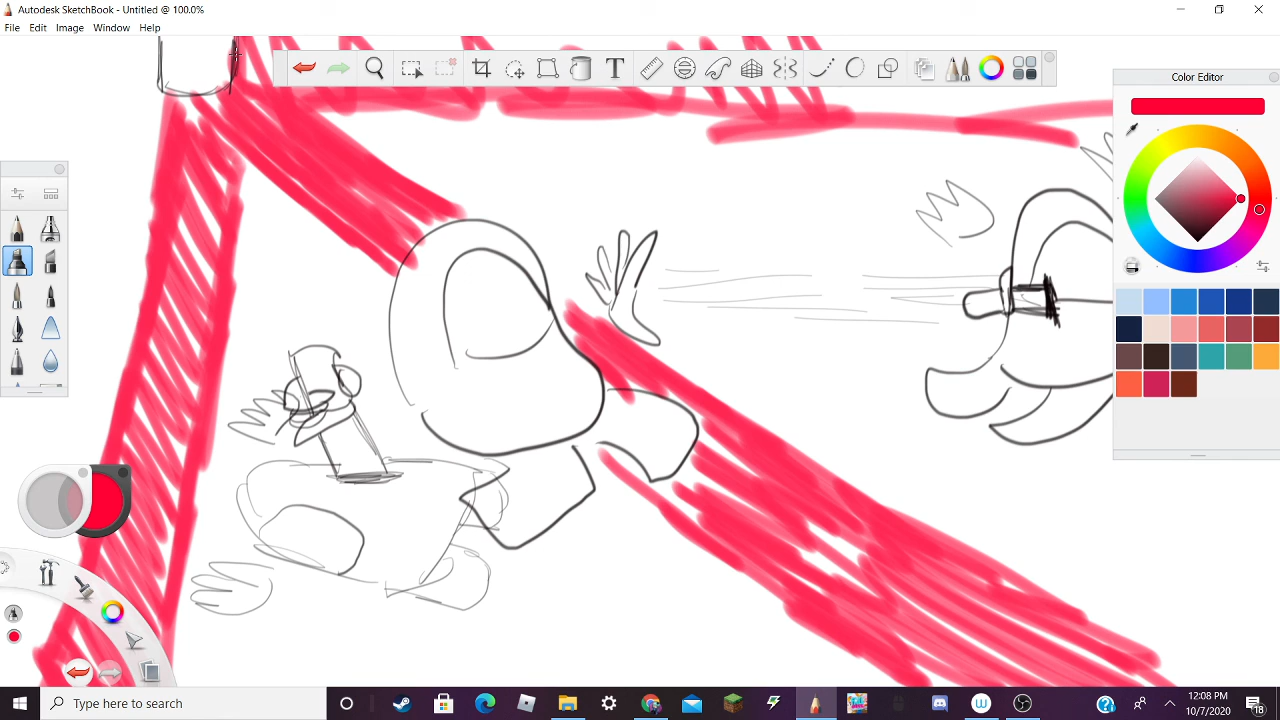 Autodesk SketchBook - Untitled @ 100.0%
File Edit Image Window Help
T
Color Editor
Type here to search
12:08 PM
10/7/2020
18